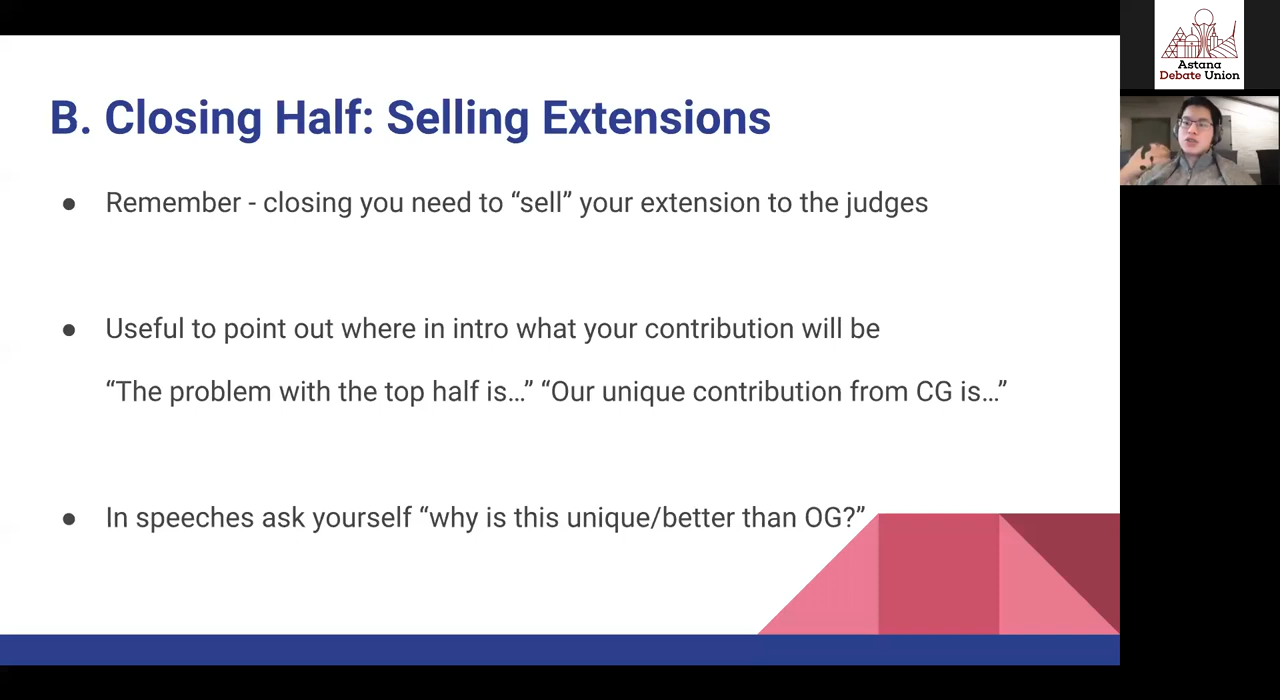 B. Closing Half: Selling Extensions
● Remember - closing you need to “sell” your extension to the judges
● Useful to point out where in intro what your contribution will be
“The problem with the top half is…” “Our unique contribution from CG is…”
● In speeches ask yourself “why is this unique/better than OG?”
Astana
Debate Union